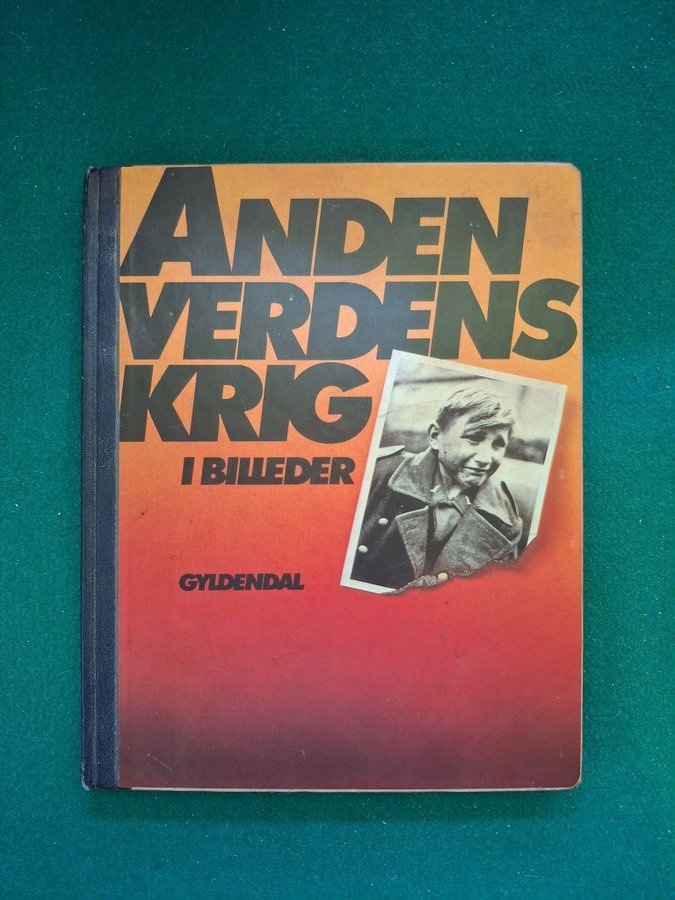 ANDEN
VERDENS
KRIG
I BILLEDER
GYLDENDAL